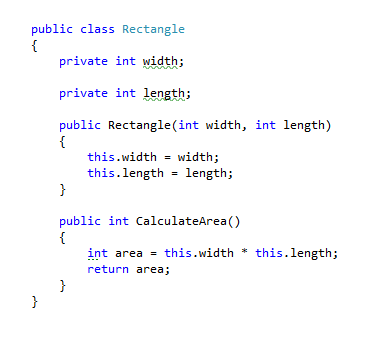 public class Rectangle
{
    private int width;
    private int length;
    public Rectangle(int width, int length)
    {
        this.width = width;
        this.length = length;
    }
    public int CalculateArea()
    {
        int area = this.width * this.length;
        return area;
    }
}